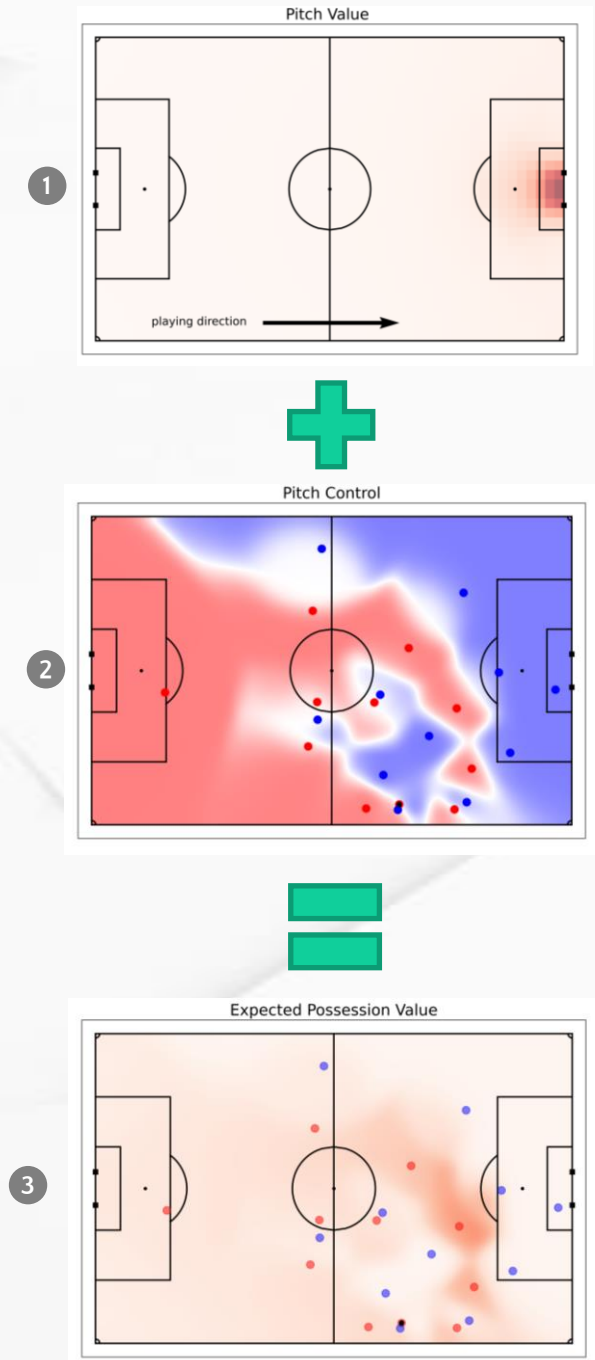 Pitch Value
1
playing direction
Pitch Control
2
Expected Possession Value
3